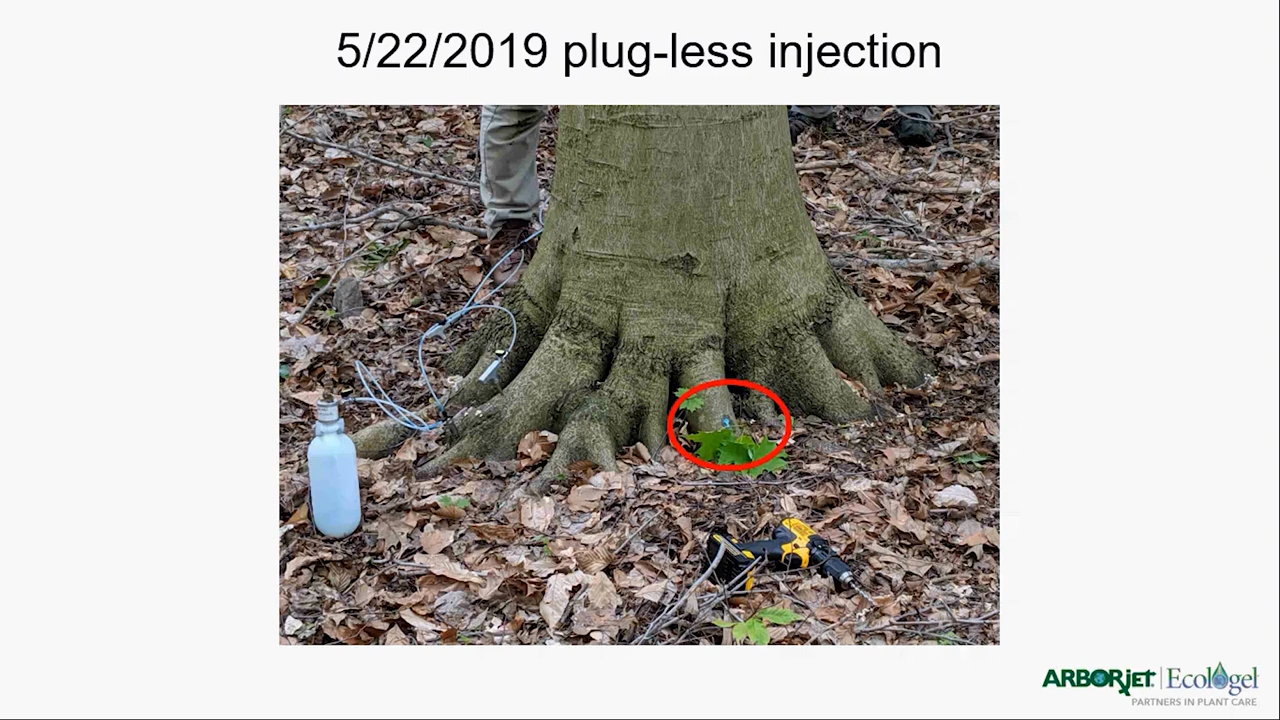 5/22/2019 plug-less injection
ARBORjET | Ecologel
PARTNERS IN PLANT CARE